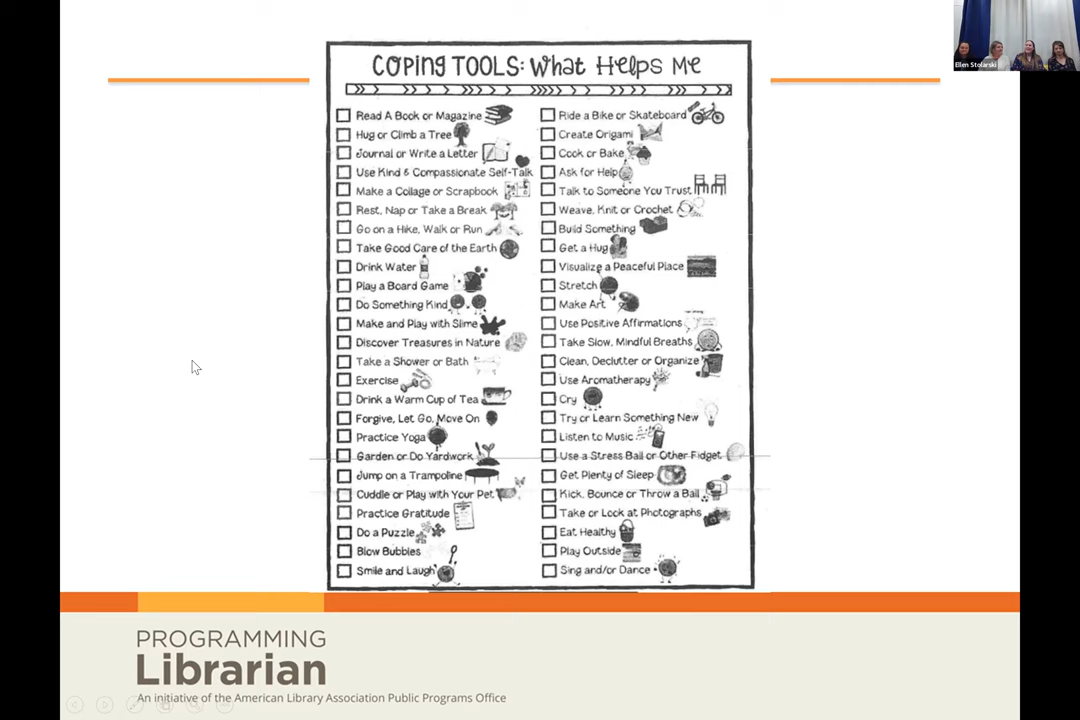 COPING TOOLS: WHAT HELPS ME
Read A Book or Magazine
Hug or Climb a Tree
Journal or Write a Letter
Use Kind & Compassionate Self-Talk
Make a Collage or Scrapbook
Rest, Nap or Take a Break
Go on a Hike, Walk or Run
Take Good Care of the Earth
Drink Water
Play a Board Game
Do Something Kind
Make and Play with Slime
Discover Treasures in Nature
Take a Shower or Bath
Exercise
Drink a Warm Cup of Tea
Forgive, Let Go, Move On
Practice Yoga
Garden or Do Yardwork
Jump on a Trampoline
Cuddle or Play with Your Pet
Practice Gratitude
Do a Puzzle
Blow Bubbles
Smile and Laugh
Ride a Bike or Skateboard
Create Origami
Cook or Bake
Ask for Help
Talk to Someone You Trust
Weave, Knit or Crochet
Build Something
Get a Hug
Visualize a Peaceful Place
Stretch
Make Art
Use Positive Affirmations
Take Slow, Mindful Breaths
Clean, Declutter or Organize
Use Aromatherapy
Cry
Try or Learn Something New
Listen to Music
Use a Stress Ball or Other Fidget
Get Plenty of Sleep
Kick, Bounce or Throw a Ball
Take or Look at Photographs
Eat Healthy
Play Outside
Sing and/or Dance
Ellen Stolarski
PROGRAMMING
Librarian
An initiative of the American Library Association Public Programs Office